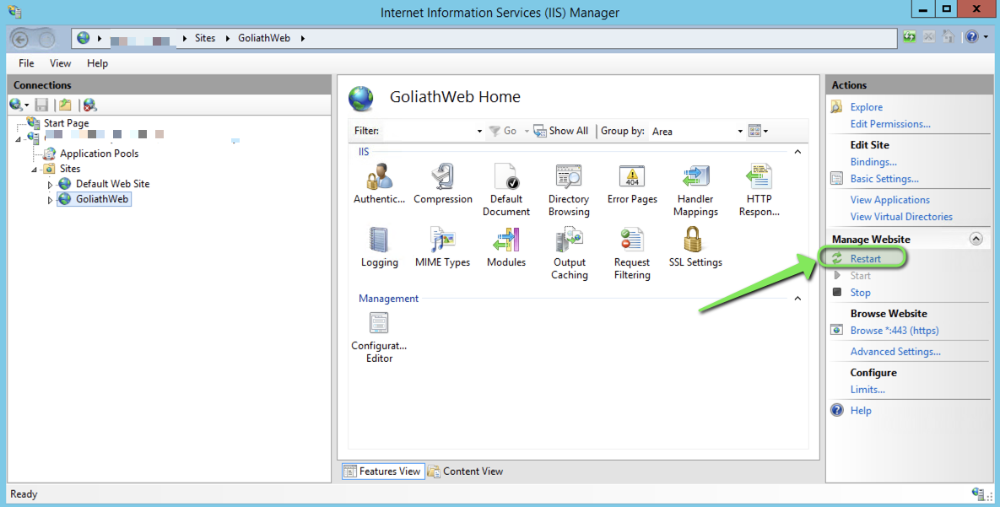 Internet Information Services (IIS) Manager
Sites
GoliathWeb
File View Help
Connections
Start Page
Application Pools
Sites
Default Web Site
GoliathWeb
GoliathWeb Home
Filter: Go Show All Group by: Area
IIS
Authentic... Compression Default Document Directory Browsing Error Pages Handler Mappings HTTP Respon...
404
Logging MIME Types Modules Output Caching Request Filtering SSL Settings
Management
Configurat... Editor
Features View Content View
Actions
Explore
Edit Permissions...
Edit Site
Bindings...
Basic Settings...
View Applications
View Virtual Directories
Manage Website
Restart
Start
Stop
Browse Website
Browse *:443 (https)
Advanced Settings...
Configure
Limits...
Help
Ready